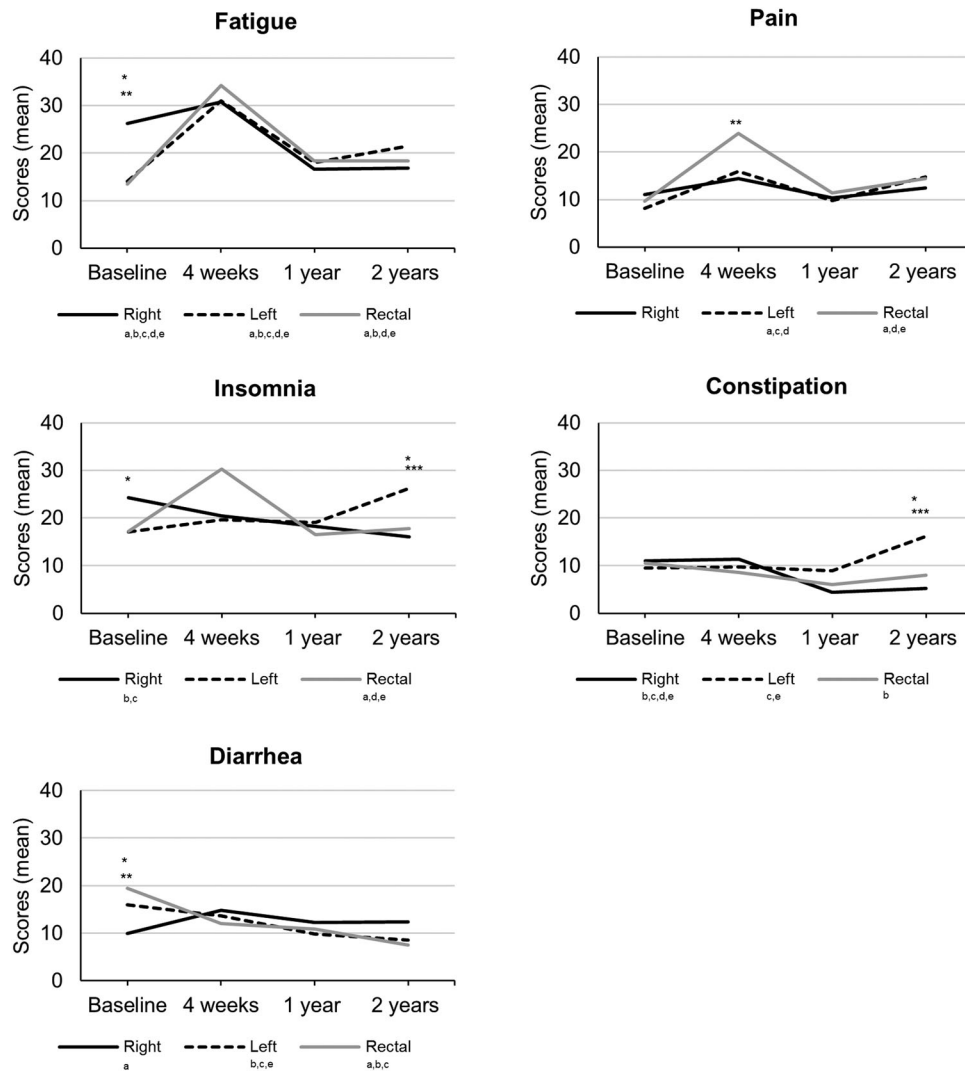 Fatigue
Scores (mean)
40
30
20
10
0
*
**
Baseline 4 weeks 1 year 2 years
Right Left Rectal
a,b,c,d,e a,b,c,d,e a,b,d,e
Pain
Scores (mean)
40
30
20
10
0
**
Baseline 4 weeks 1 year 2 years
Right Left Rectal
a,c,d a,d,e
Insomnia
Scores (mean)
40
30
20
10
0
*
*
***
Baseline 4 weeks 1 year 2 years
Right Left Rectal
b,c a,d,e
Constipation
Scores (mean)
40
30
20
10
0
*
***
Baseline 4 weeks 1 year 2 years
Right Left Rectal
b,c,d,e c,e b
Diarrhea
Scores (mean)
40
30
20
10
0
*
**
Baseline 4 weeks 1 year 2 years
Right Left Rectal
a b,c,e a,b,c